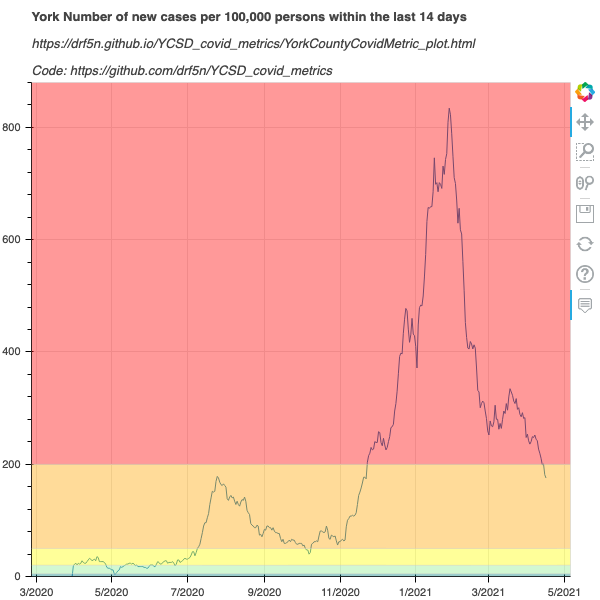 York Number of new cases per 100,000 persons within the last 14 days
https://drf5n.github.io/YCSD_covid_metrics/YorkCountyCovidMetric_plot.html
Code: https://github.com/drf5n/YCSD_covid_metrics
800
600
400
200
0
3/2020 5/2020 7/2020 9/2020 11/2020 1/2021 3/2021 5/2021